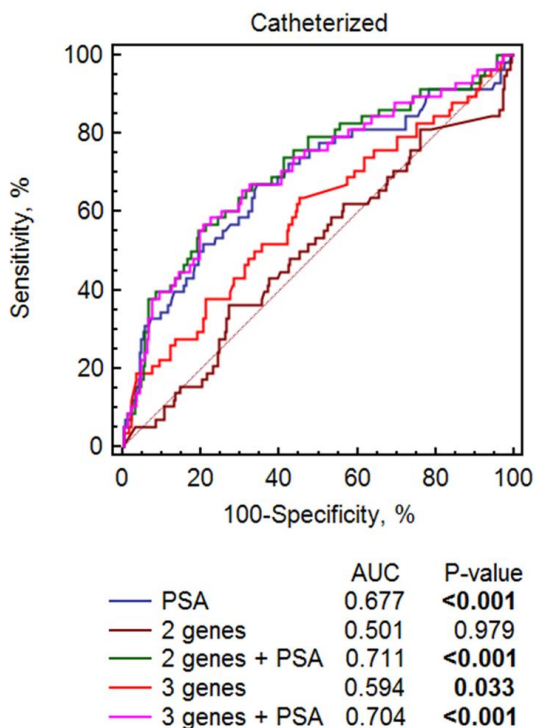 Catheterized
100
80
60
40
20
0
Sensitivity, %
0 20 40 60 80 100
100-Specificity, %
AUC P-value
PSA 0.677 <0.001
2 genes 0.501 0.979
2 genes + PSA 0.711 <0.001
3 genes 0.594 0.033
3 genes + PSA 0.704 <0.001